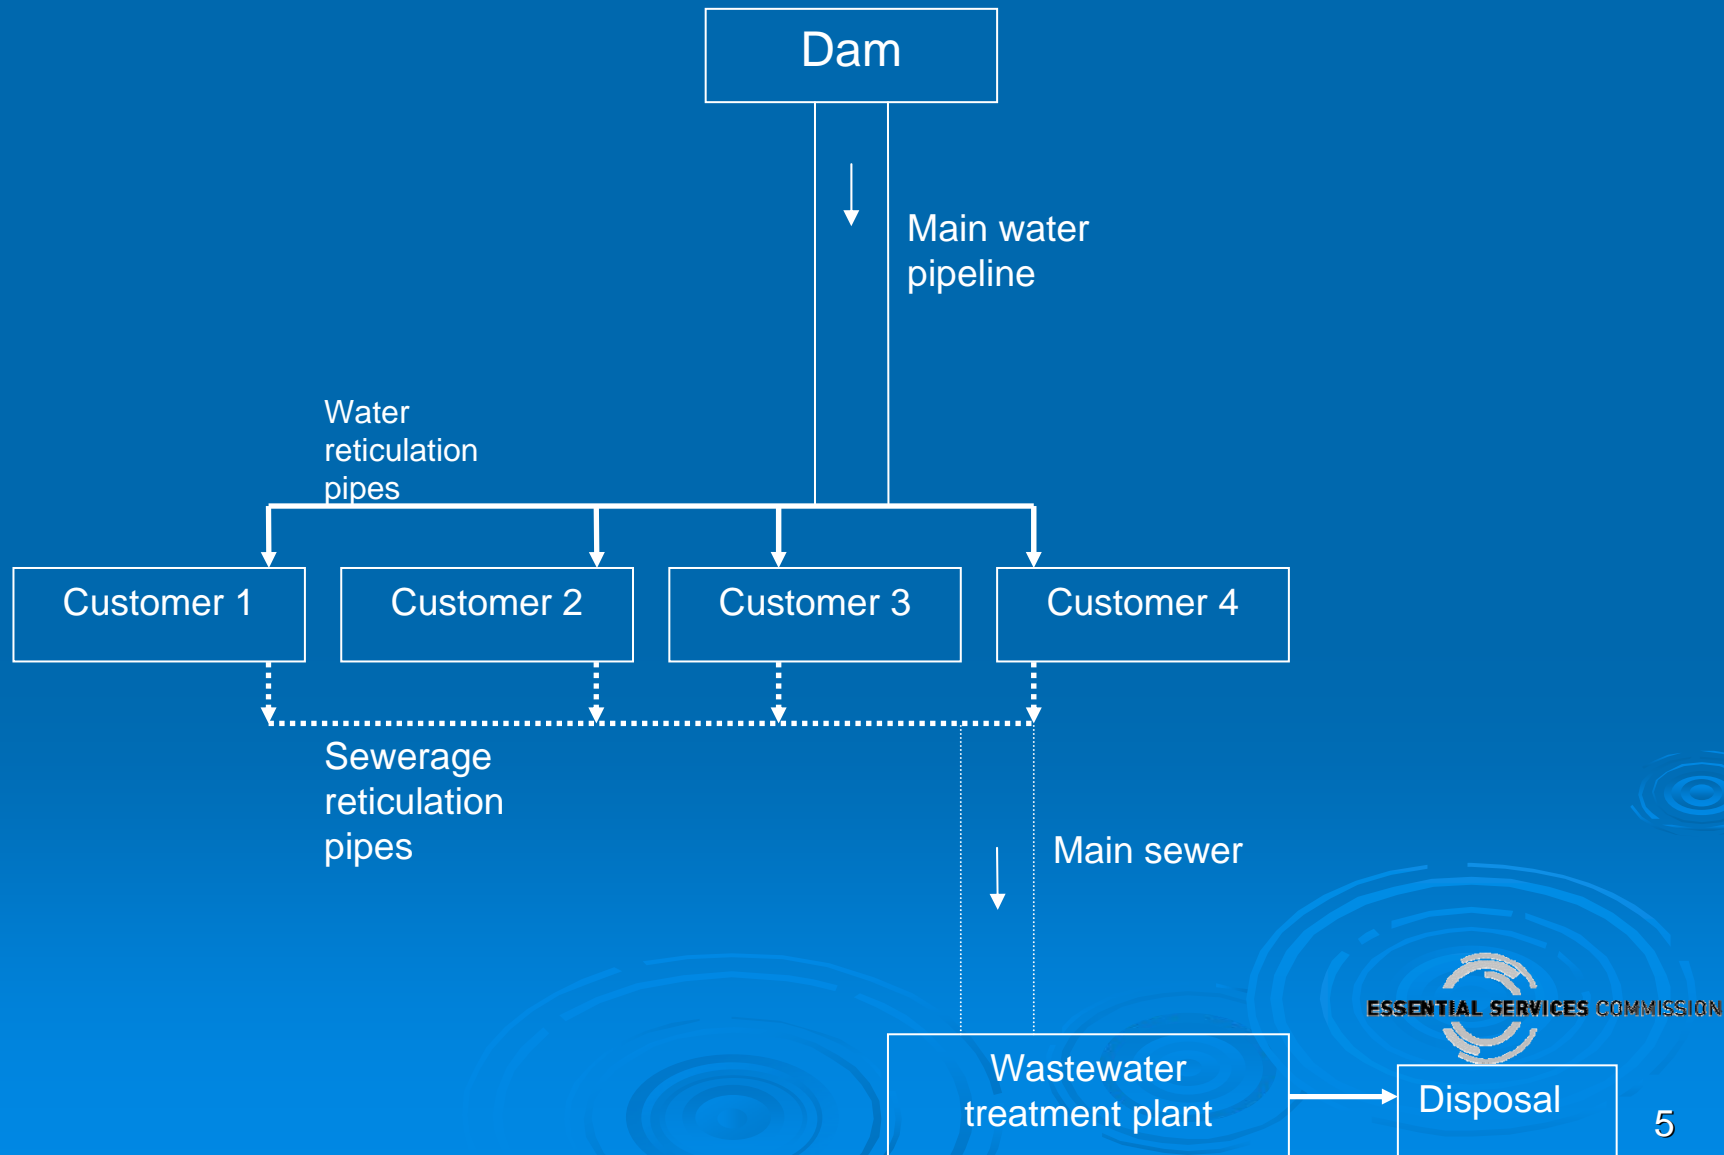 Dam
Main water
pipeline
Water
reticulation
pipes
Customer 1
Customer 2
Customer 3
Customer 4
Sewerage
reticulation
pipes
Main sewer
ESSENTIAL SERVICES COMMISSION
Wastewater
treatment plant
Disposal
5